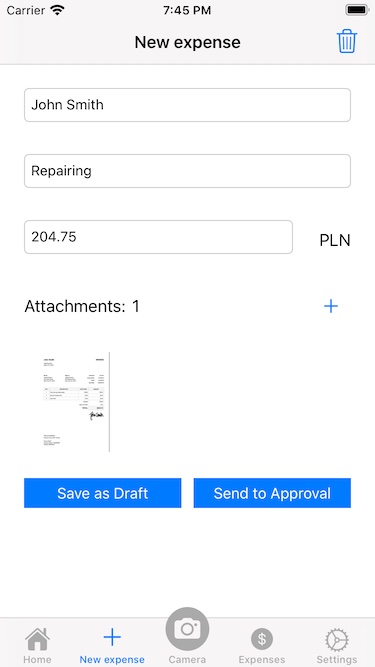 Carrier 7:45 PM
New expense
John Smith
Repairing
204.75 PLN
Attachments: 1 +
Save as Draft Send to Approval
Home New expense Camera Expenses Settings